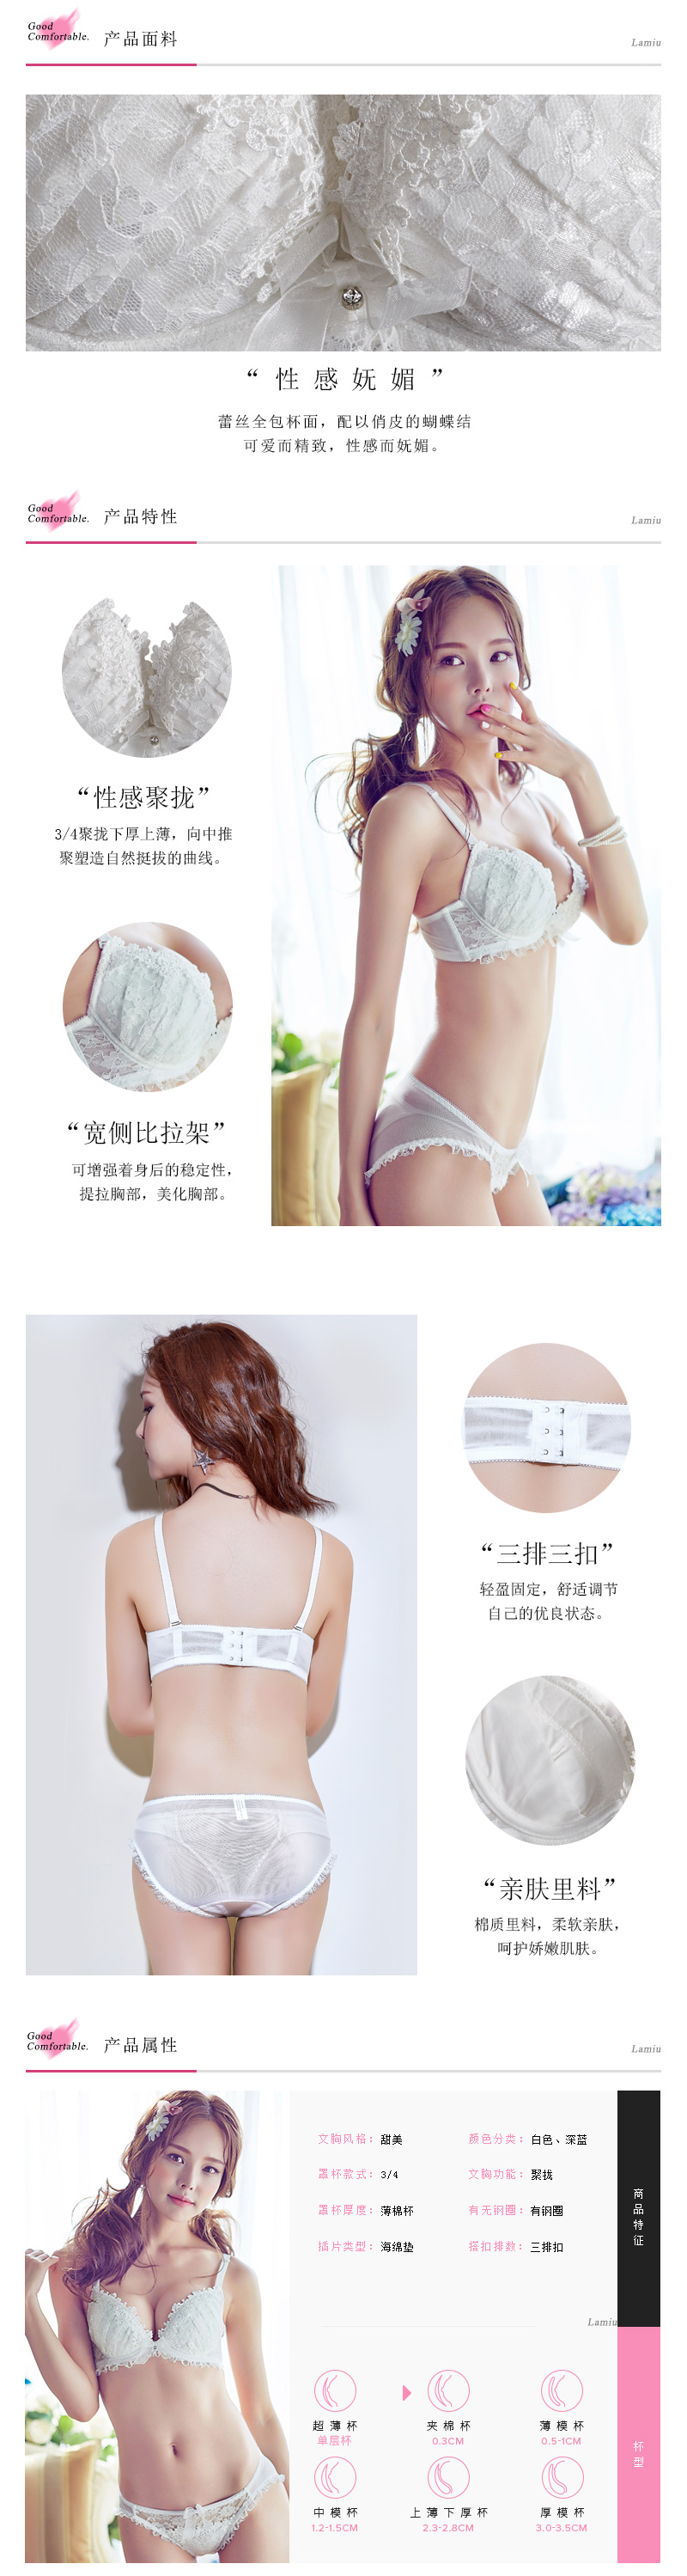 Good
Comfortable.
产品面料
Lamiu
“性感妩媚”
蕾丝全包杯面，配以俏皮的蝴蝶结
可爱而精致，性感而妩媚。
Good
Comfortable.
产品特性
Lamiu
“性感聚拢”
3/4聚拢下厚上薄，向中推
聚塑造自然挺拔的曲线。
“宽侧比拉架”
可增强着身后的稳定性，
提拉胸部，美化胸部。
“三排三扣”
轻盈固定，舒适调节
自己的优良状态。
“亲肤里料”
棉质里料，柔软亲肤，
呵护娇嫩肌肤。
Good
Comfortable.
产品属性
Lamiu
文胸风格：甜美
颜色分类：白色、深蓝
罩杯款式：3/4
文胸功能：聚拢
罩杯厚度：薄棉杯
有无钢圈：有钢圈
插片类型：海绵垫
搭扣排数：三排扣
商品特征
Lamiu
超薄杯
单层杯
夹棉杯
0.3CM
薄模杯
0.5-1CM
杯型
中模杯
1.2-1.5CM
上薄下厚杯
2.3-2.8CM
厚模杯
3.0-3.5CM